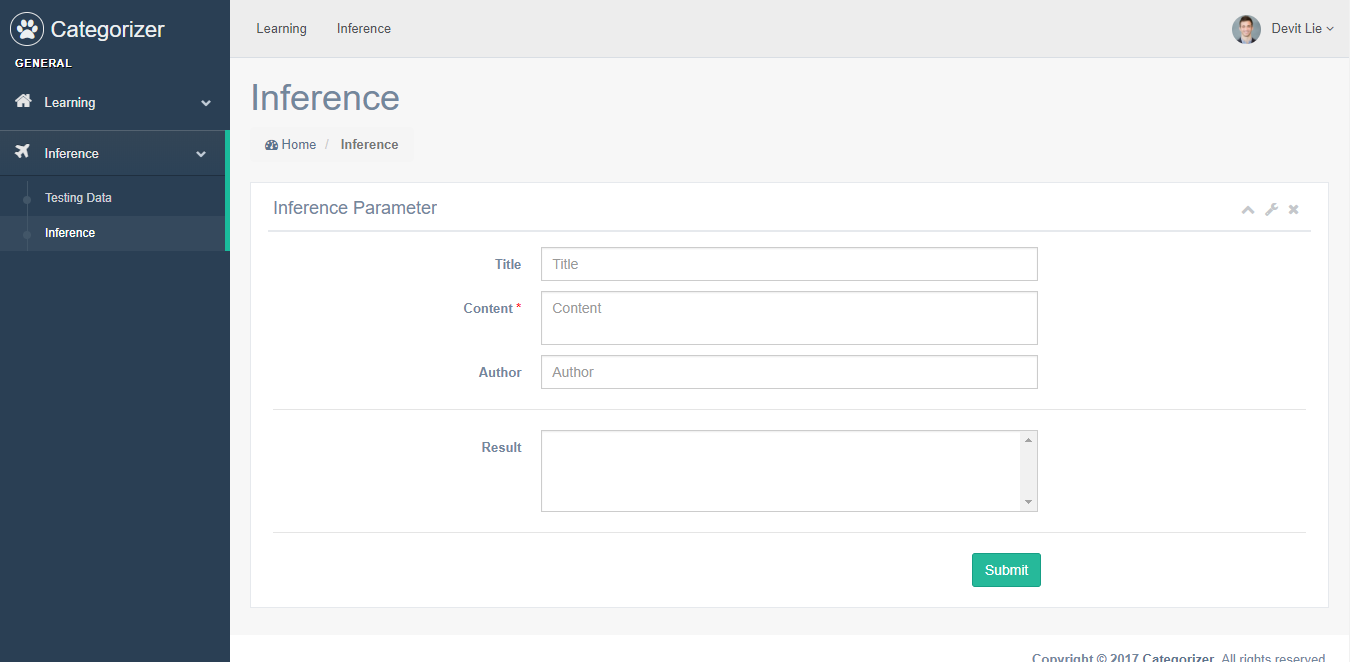 Categorizer
GENERAL
Learning
Inference
Testing Data
Inference
Learning Inference Devit Lie
Inference
Home / Inference
Inference Parameter
Title Title
Content * Content
Author Author
Result
Submit
Copyright © 2017 Categorizer. All rights reserved.